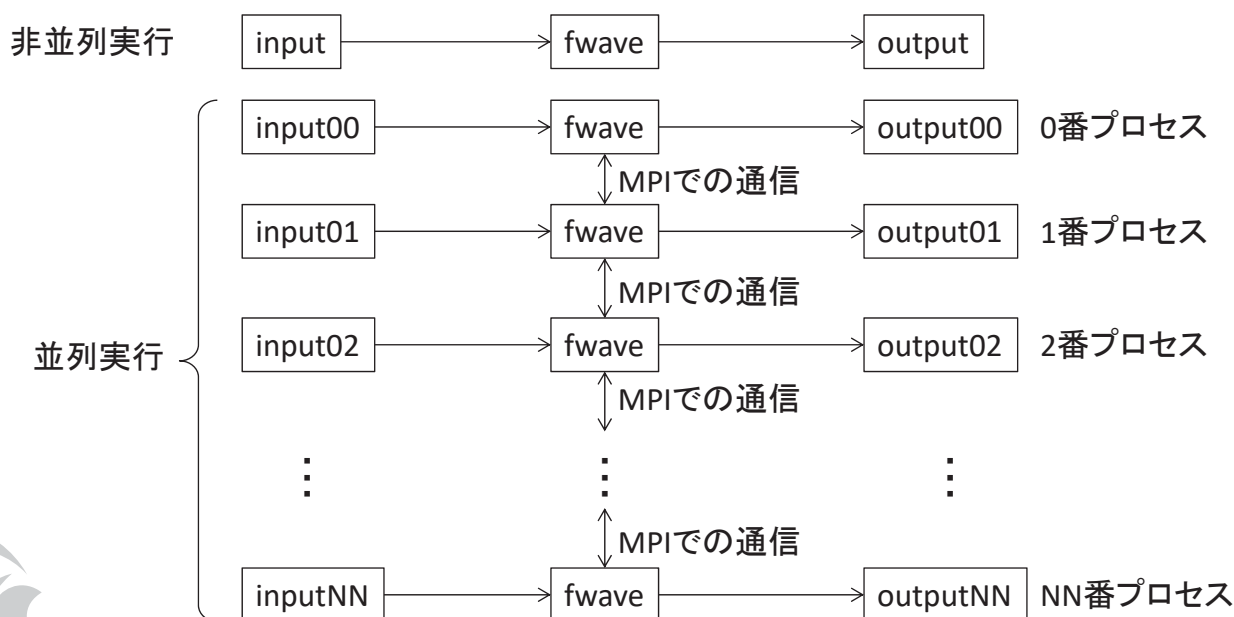 非並列実行 input fwave output
input00 fwave output00 0番プロセス
MPIでの通信
input01 fwave output01 1番プロセス
MPIでの通信
並列実行 input02 fwave output02 2番プロセス
MPIでの通信
⋮ ⋮ ⋮
MPIでの通信
inputNN fwave outputNN NN番プロセス